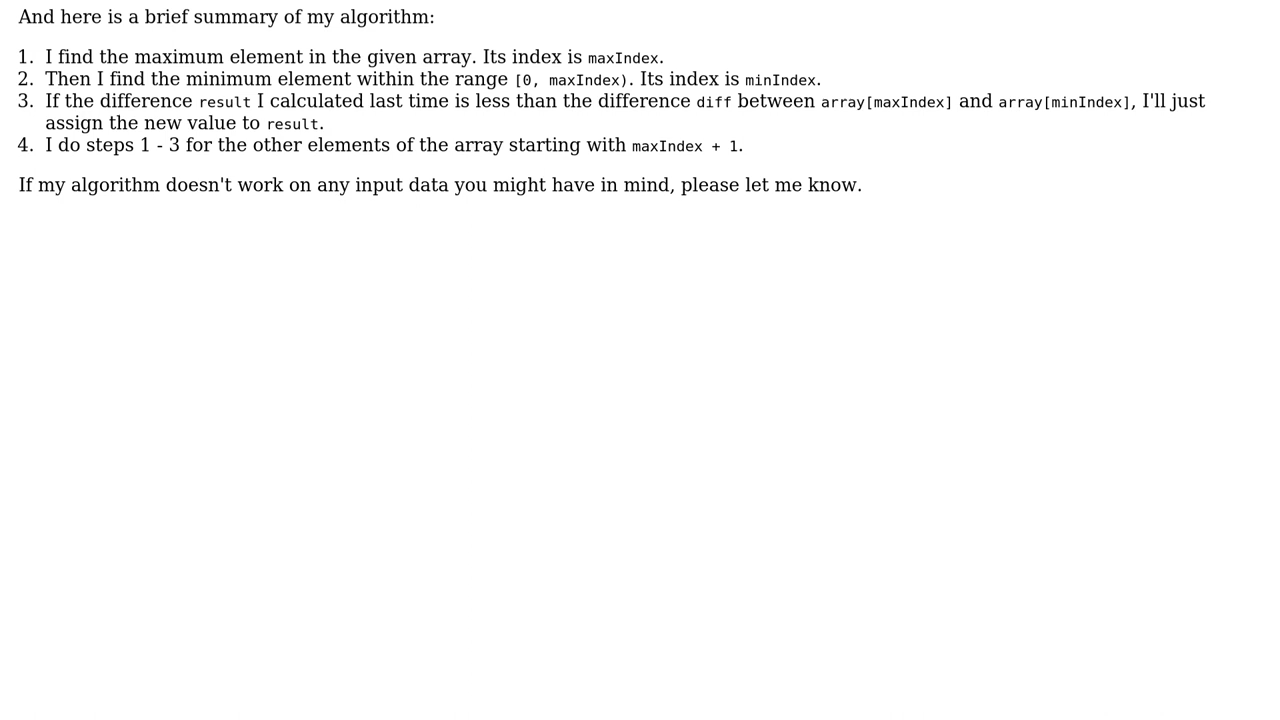 And here is a brief summary of my algorithm:
1. I find the maximum element in the given array. Its index is maxIndex.
2. Then I find the minimum element within the range [0, maxIndex). Its index is minIndex.
3. If the difference result I calculated last time is less than the difference diff between array[maxIndex] and array[minIndex], I'll just
assign the new value to result.
4. I do steps 1 - 3 for the other elements of the array starting with maxIndex + 1.
If my algorithm doesn't work on any input data you might have in mind, please let me know.